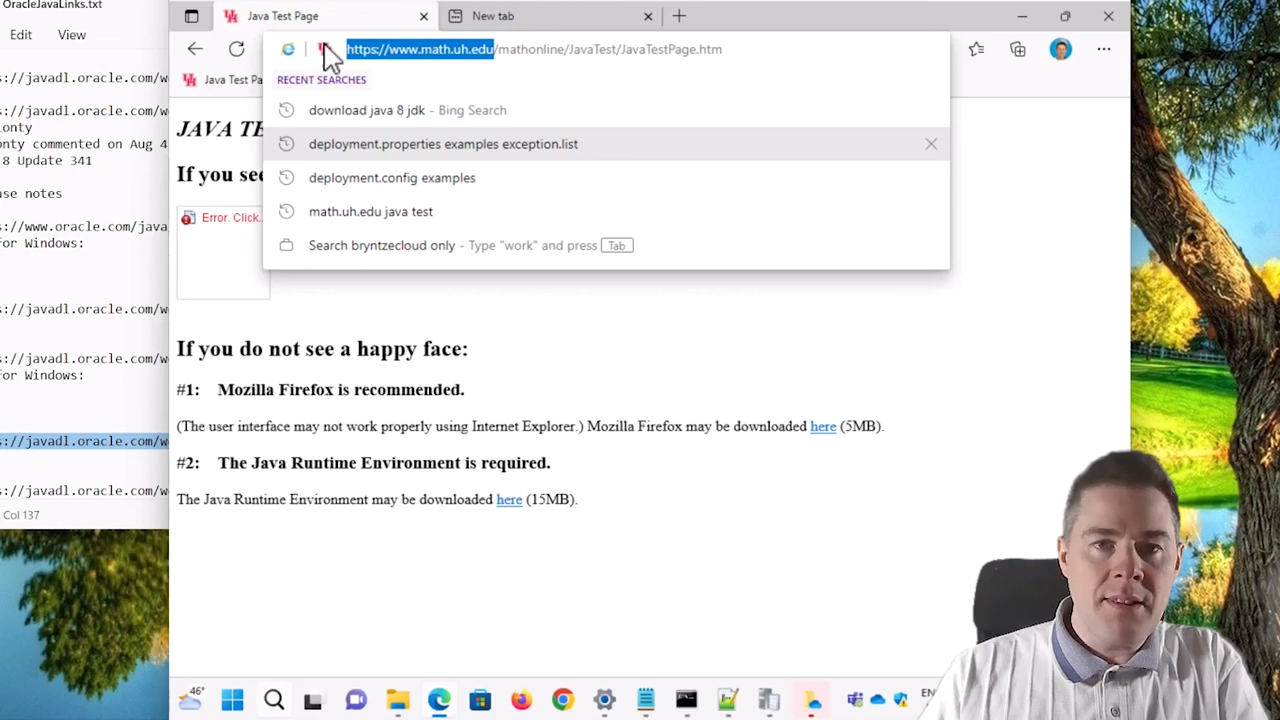 OracleJavaLinks.txt
Edit View
s://javadl.oracle.com/w
s://javadl.oracle.com/w
onty
onty commented on Aug 4
8 Update 341
se notes
s://www.oracle.com/java
for Windows:
s://javadl.oracle.com/w
s://javadl.oracle.com/w
for Windows:
s://javadl.oracle.com/w
s://javadl.oracle.com/w
Col 137
Java Test Page
New tab
https://www.math.uh.edu/mathonline/JavaTest/JavaTestPage.htm
Java Test Pa
RECENT SEARCHES
download java 8 jdk - Bing Search
deployment.properties examples exception.list
deployment.config examples
math.uh.edu java test
Search bryntzecloud only - Type "work" and press Tab
JAVA TE
If you see
Error. Click..
If you do not see a happy face:
#1: Mozilla Firefox is recommended.
(The user interface may not work properly using Internet Explorer.) Mozilla Firefox may be downloaded here (5MB).
#2: The Java Runtime Environment is required.
The Java Runtime Environment may be downloaded here (15MB).
46°
EN